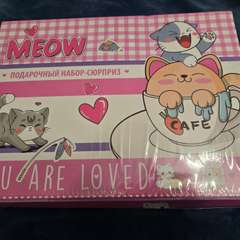 MEOW
ПОДАРОЧНЫЙ НАБОР-СЮРПРИЗ
CAFE
U ARE LOVED